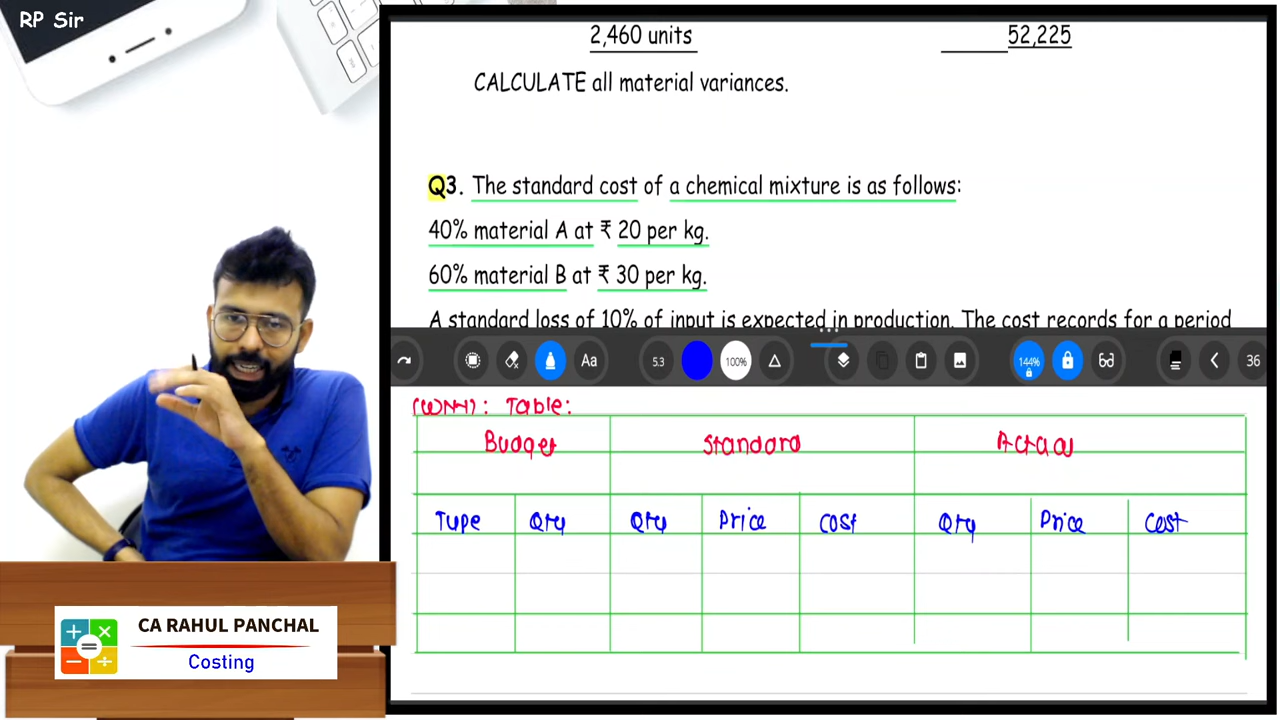 RP Sir
2,460 units 52,225
CALCULATE all material variances.
Q3. The standard cost of a chemical mixture is as follows:
40% material A at ₹ 20 per kg.
60% material B at ₹ 30 per kg.
A standard loss of 10% of input is expected in production. The cost records for a period
Aa 5.3 100% 144% 36
(WN-1): Table:
Budget Standard Actual
Type Qty Qty Price Cost Qty Price Cost
CA RAHUL PANCHAL
Costing